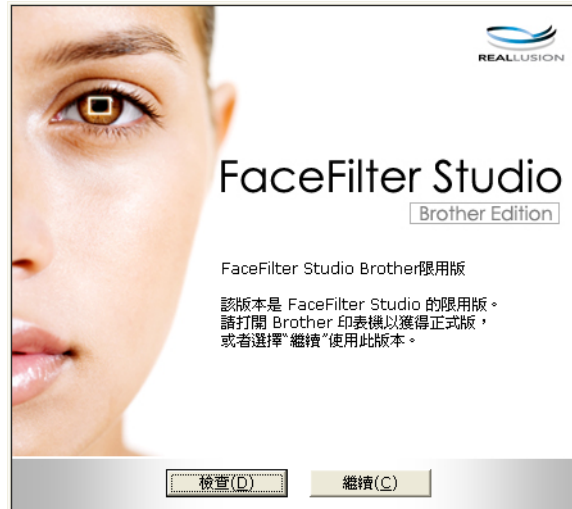 REALLUSION
FaceFilter Studio
Brother Edition
FaceFilter Studio Brother限用版
該版本是 FaceFilter Studio 的限用版。
請打開 Brother 印表機以獲得正式版，
或者選擇“繼續”使用此版本。
檢查(D)
繼續(C)